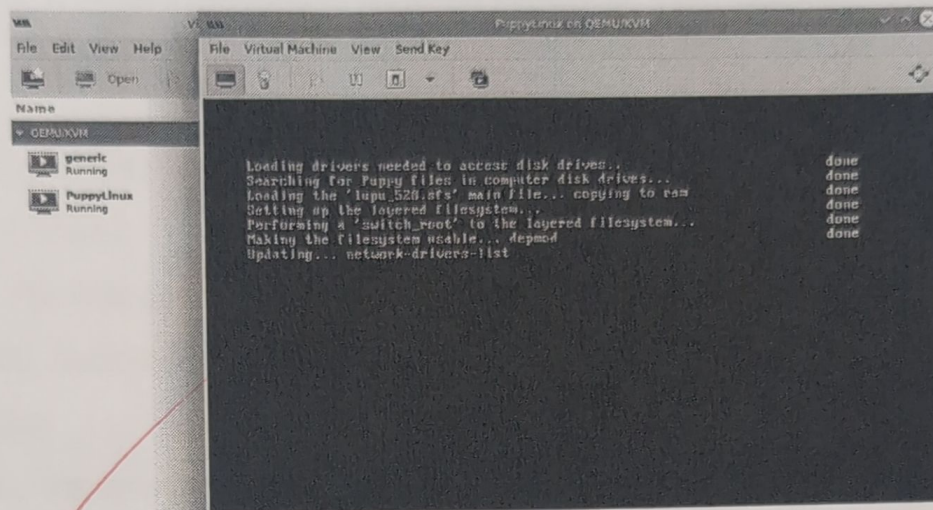 PuppyLinux on QEMU/KVM
File Edit View Help
File Virtual Machine View Send Key
Open
Name
QEMU/KVM
generic
Running
PuppyLinux
Running
Loading drivers needed to access disk drives... done
Searching for Puppy files in computer disk drives... done
Loading the 'lupu_528.sfs' main file... copying to ram done
Setting up the layered filesystem... done
Performing a 'switch_root' to the layered filesystem... done
Making the filesystem usable... depmod done
Updating... network-drivers-list